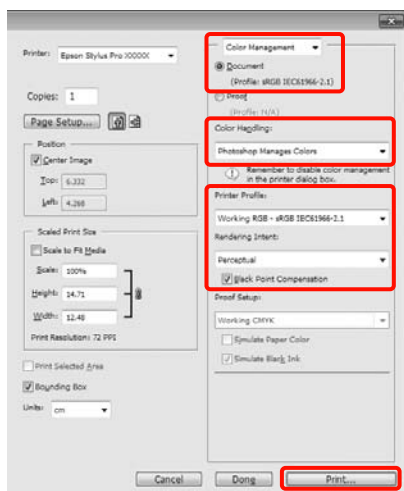 Printer: Epson Stylus Pro XXXXX
Copies: 1
Page Setup...
Position
Center Image
Top: 6.332
Left: 4.268
Scaled Print Size
Scale to Fit Media
Scale: 100%
Height: 14.71
Width: 12.48
Print Resolution: 72 PPI
Print Selected Area
Bounding Box
Units: cm
Color Management
Document
(Profile: sRGB IEC61966-2.1)
Proof
(Profile: N/A)
Color Handling:
Photoshop Manages Colors
Remember to disable color management
in the printer dialog box.
Printer Profile:
Working RGB - sRGB IEC61966-2.1
Rendering Intent:
Perceptual
Black Point Compensation
Proof Setup:
Working CMYK
Simulate Paper Color
Simulate Black Ink
Cancel
Done
Print...